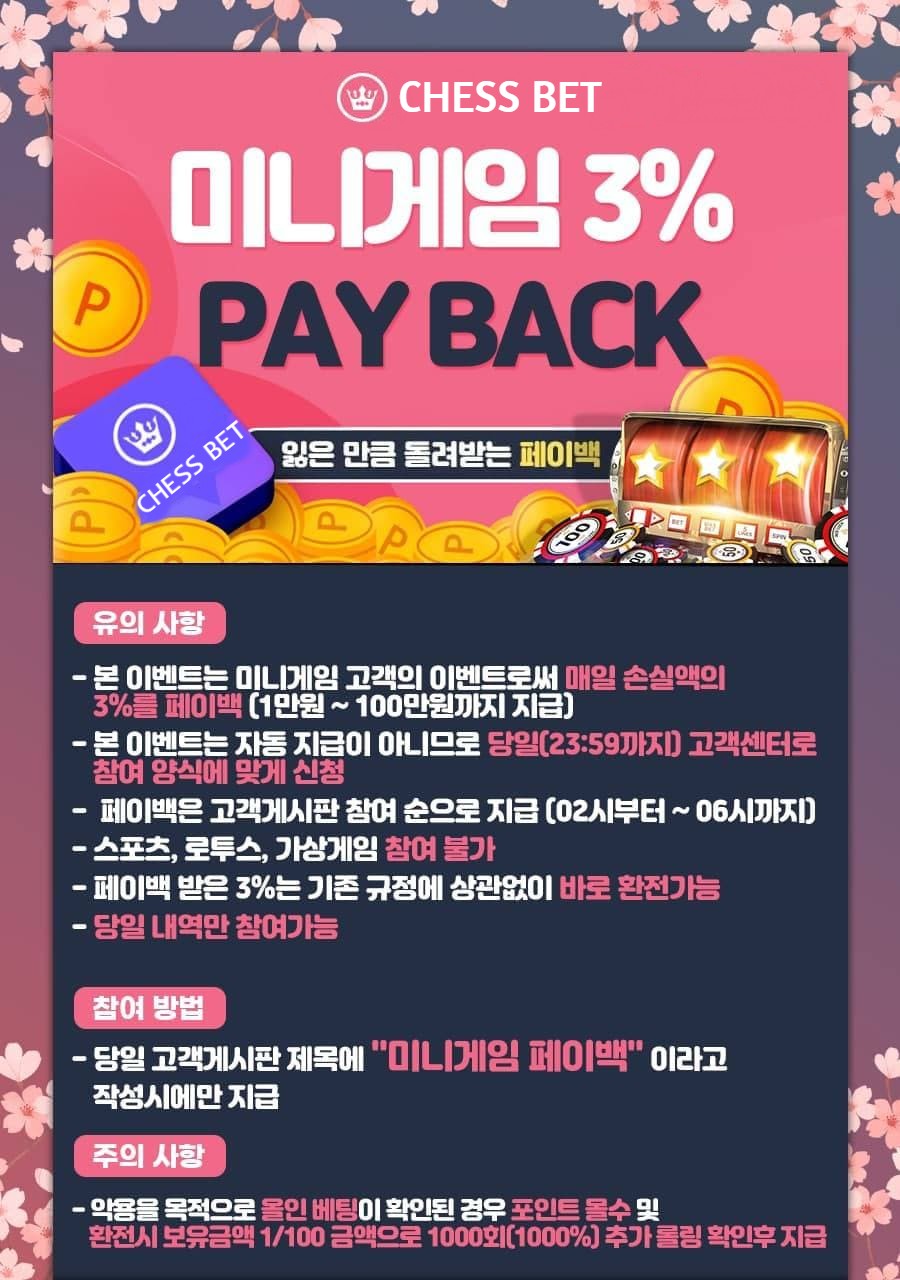 CHESS BET
미니게임 3%
PAY BACK
CHESS BET
잃은 만큼 돌려받는 페이백
P
P
P
100
50
BET
LINES
SPIN
50
50
유의 사항
- 본 이벤트는 미니게임 고객의 이벤트로써 매일 손실액의
3%를 페이백 (1만원 ~ 100만원까지 지급)
- 본 이벤트는 자동 지급이 아니므로 당일(23:59까지) 고객센터로
참여 양식에 맞게 신청
- 페이백은 고객게시판 참여 순으로 지급 (02시부터 ~ 06시까지)
- 스포츠, 로투스, 가상게임 참여 불가
- 페이백 받은 3%는 기존 규정에 상관없이 바로 환전가능
- 당일 내역만 참여가능
참여 방법
- 당일 고객게시판 제목에 "미니게임 페이백" 이라고
작성시에만 지급
주의 사항
- 악용을 목적으로 올인 베팅이 확인된 경우 포인트 몰수 및
환전시 보유금액 1/100 금액으로 1000회(1000%) 추가 롤링 확인후 지급